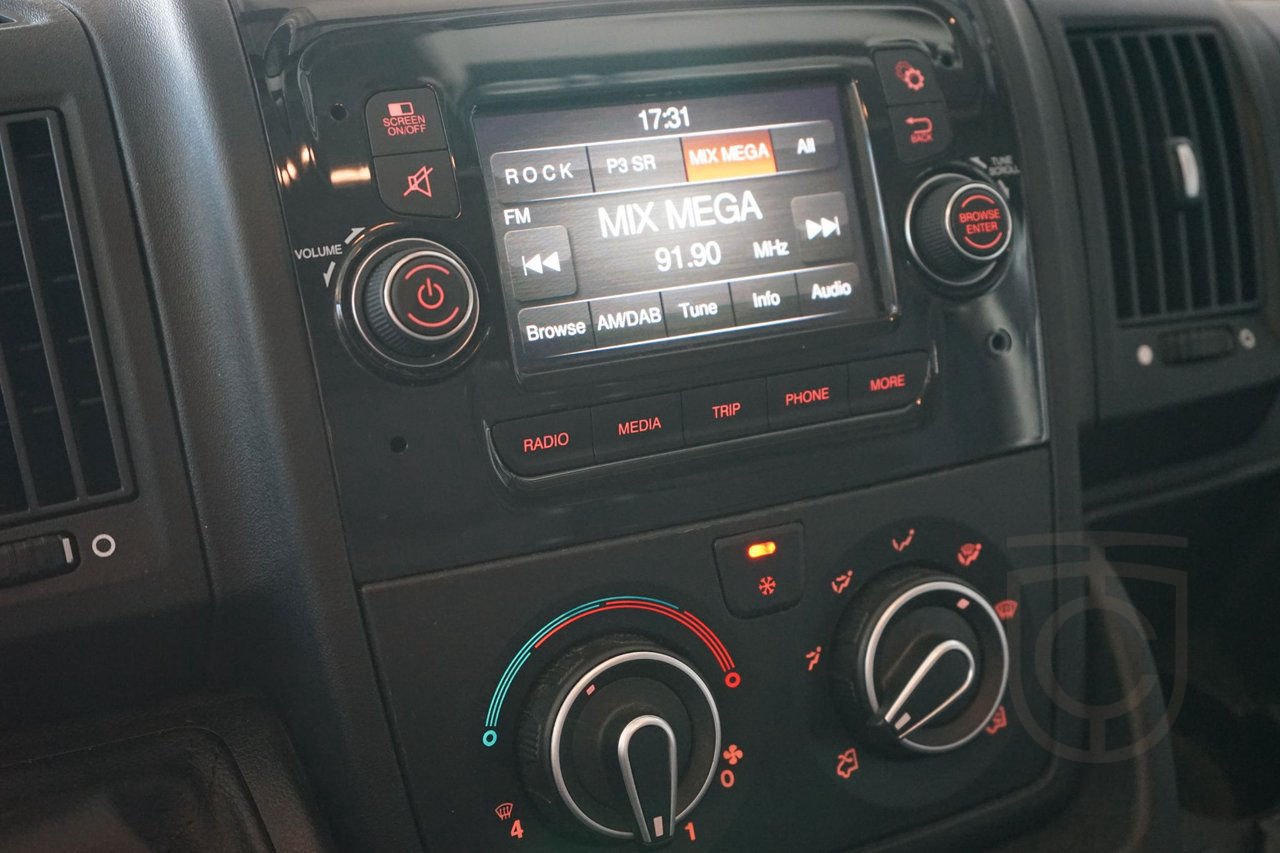 17:31
SCREEN
ON/OFF
ROCK P3 SR MIX MEGA All
BACK
FM
MIX MEGA
91.90 MHz
TUNE
SCROLL
BROWSE
ENTER
VOLUME
Browse AM/DAB Tune Info Audio
RADIO MEDIA TRIP PHONE MORE
0
4 1